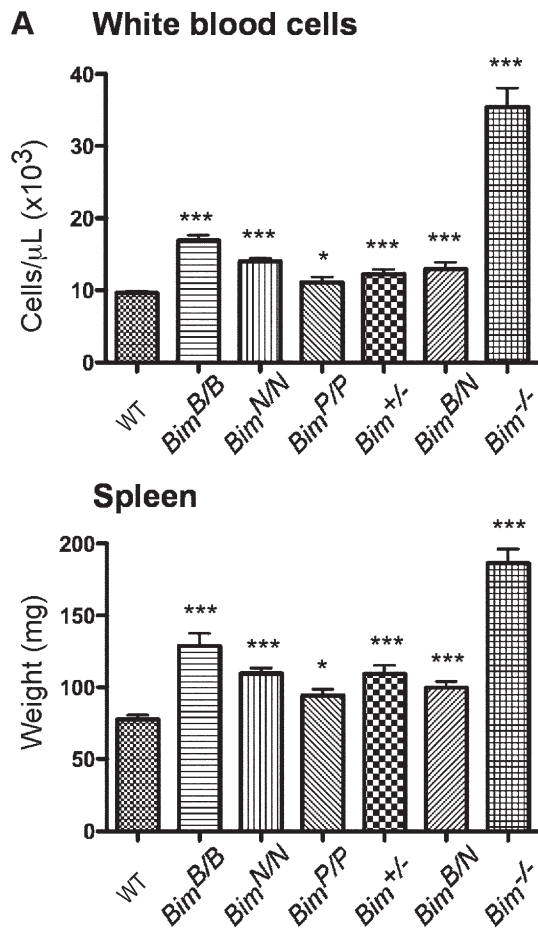 A White blood cells
Cells/μL (x10³)
40
30
20
10
0
***
***
*
***
***
***
WT
Bim^B/B
Bim^N/N
Bim^P/P
Bim^+/-
Bim^B/N
Bim^-/-
Spleen
Weight (mg)
200
150
100
50
0
***
***
*
***
***
***
WT
Bim^B/B
Bim^N/N
Bim^P/P
Bim^+/-
Bim^B/N
Bim^-/-